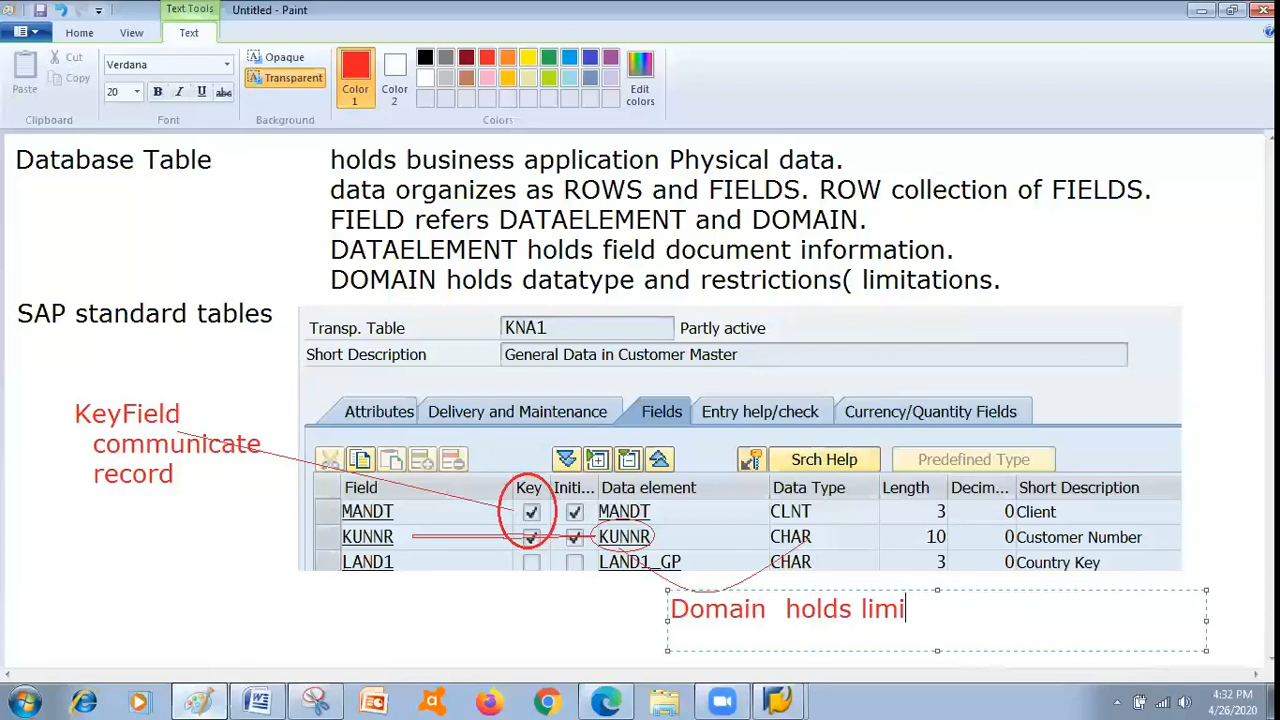 Untitled - Paint
Text Tools
Home
View
Text
Paste
Cut
Copy
Clipboard
Verdana
20
B I U abc
Font
Opaque
Transparent
Background
Color 1
Color 2
Edit colors
Colors
Database Table holds business application Physical data.
data organizes as ROWS and FIELDS. ROW collection of FIELDS.
FIELD refers DATAELEMENT and DOMAIN.
DATAELEMENT holds field document information.
DOMAIN holds datatype and restrictions( limitations.
SAP standard tables
Transp. Table KNA1 Partly active
Short Description General Data in Customer Master
Attributes Delivery and Maintenance Fields Entry help/check Currency/Quantity Fields
KeyField
communicate
record
Srch Help Predefined Type
Field Key Initi... Data element Data Type Length Decim... Short Description
MANDT MANDT CLNT 3 0 Client
KUNNR KUNNR CHAR 10 0 Customer Number
LAND1 LAND1_GP CHAR 3 0 Country Key
Domain holds limi
4:32 PM
4/26/2020